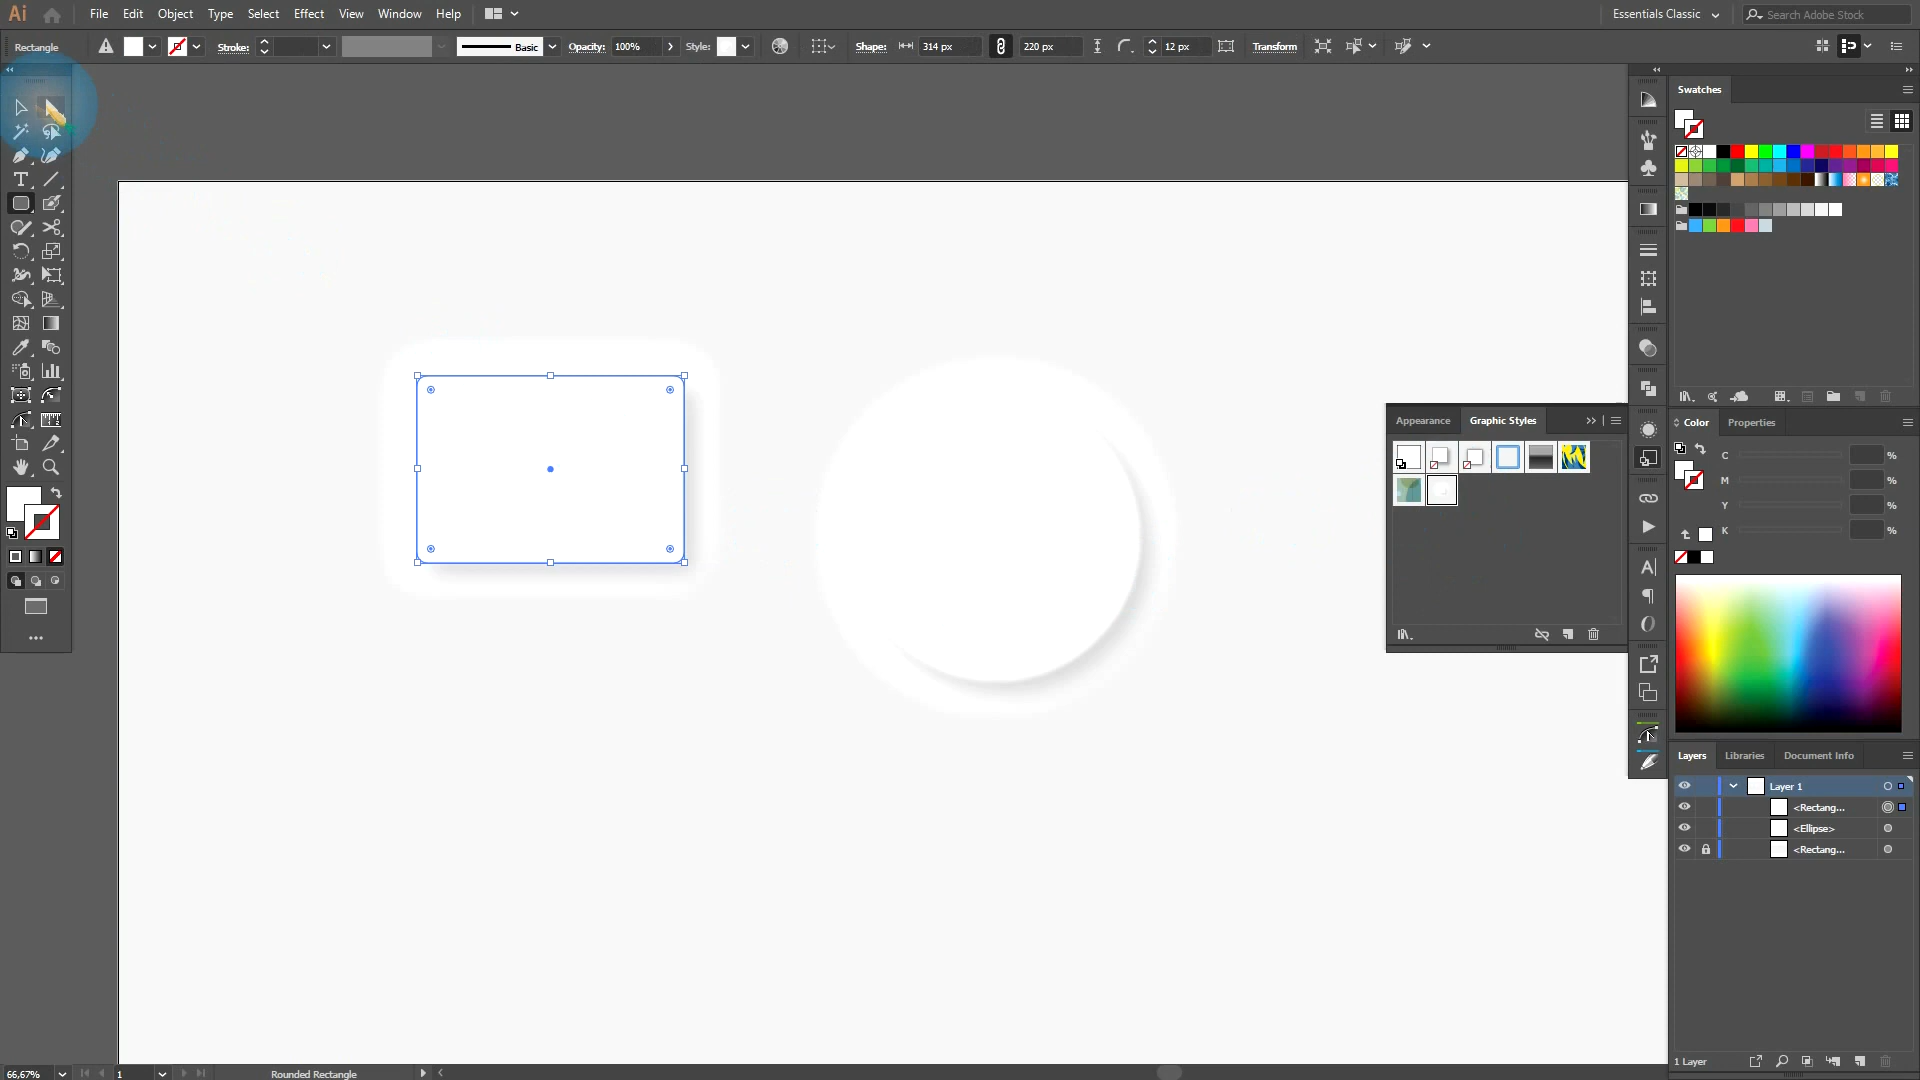 Ai File Edit Object Type Select Effect View Window Help Essentials Classic Search Adobe Stock
Rectangle Stroke: Basic Opacity: 100% Style: Shape: 314 px 220 px 12 px Transform
Swatches
Color Properties
C %
M %
Y %
K %
Appearance Graphic Styles
Layers Libraries Document Info
Layer 1
<Rectang...
<Ellipse>
<Rectang...
1 Layer
66,67% 1 Rounded Rectangle